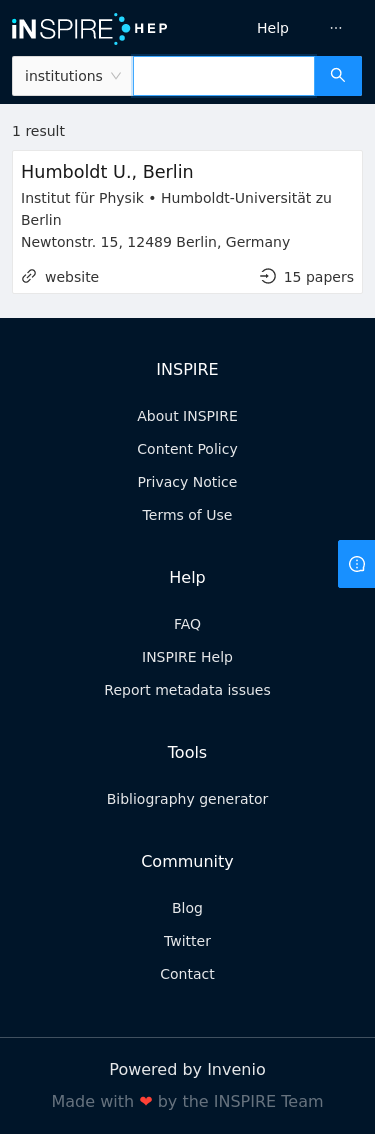 iNSPIRE HEP
Help
···
institutions
1 result
Humboldt U., Berlin
Institut für Physik • Humboldt-Universität zu
Berlin
Newtonstr. 15, 12489 Berlin, Germany
website
15 papers
INSPIRE
About INSPIRE
Content Policy
Privacy Notice
Terms of Use
Help
FAQ
INSPIRE Help
Report metadata issues
Tools
Bibliography generator
Community
Blog
Twitter
Contact
Powered by Invenio
Made with ❤ by the INSPIRE Team